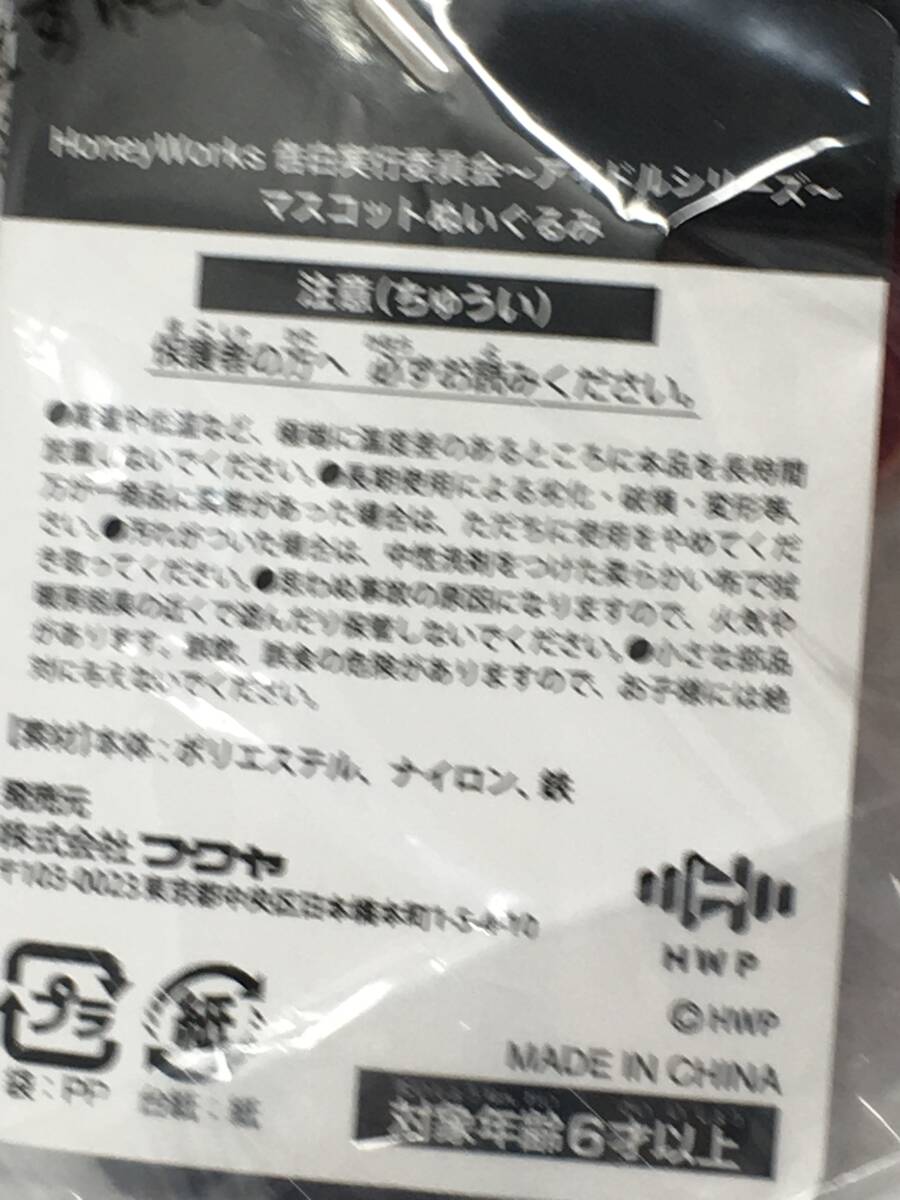 HoneyWorks 告白実行委員会～アイドルシリーズ～
マスコットぬいぐるみ
注意(ちゅうい)
保護者の方へ 必ずお読みください。
●高温や低温など、極端に温度差のあるところに本品を長時間
放置しないでください。●長期使用による劣化・破損・変形等、
万が一商品に異常があった場合は、ただちに使用をやめてくだ
さい。●汚れがついた場合は、中性洗剤をつけた柔らかい布で拭
き取ってください。●思わぬ事故の原因になりますので、火気や
暖房器具の近くで遊んだり放置しないでください。●小さな部品
があります。誤飲、誤食の危険がありますので、お子様には絶
対に与えないでください。
【素材】本体：ポリエステル、ナイロン、鉄
発売元
株式会社フクヤ
〒103-0023東京都中央区日本橋本町1-5-6-10
HWP
©HWP
MADE IN CHINA
プラ
紙
袋：PP
台紙：紙
対象年齢6才以上